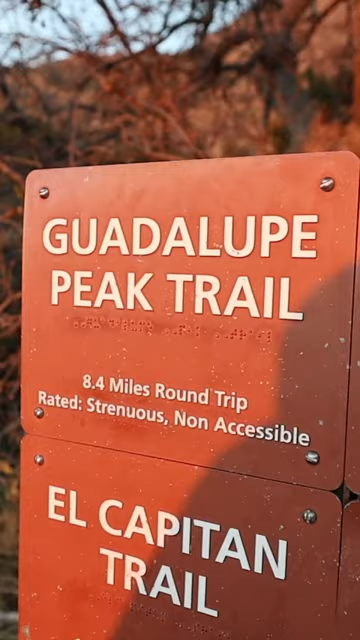 GUADALUPE
PEAK TRAIL
8.4 Miles Round Trip
Rated: Strenuous, Non Accessible
EL CAPITAN
TRAIL